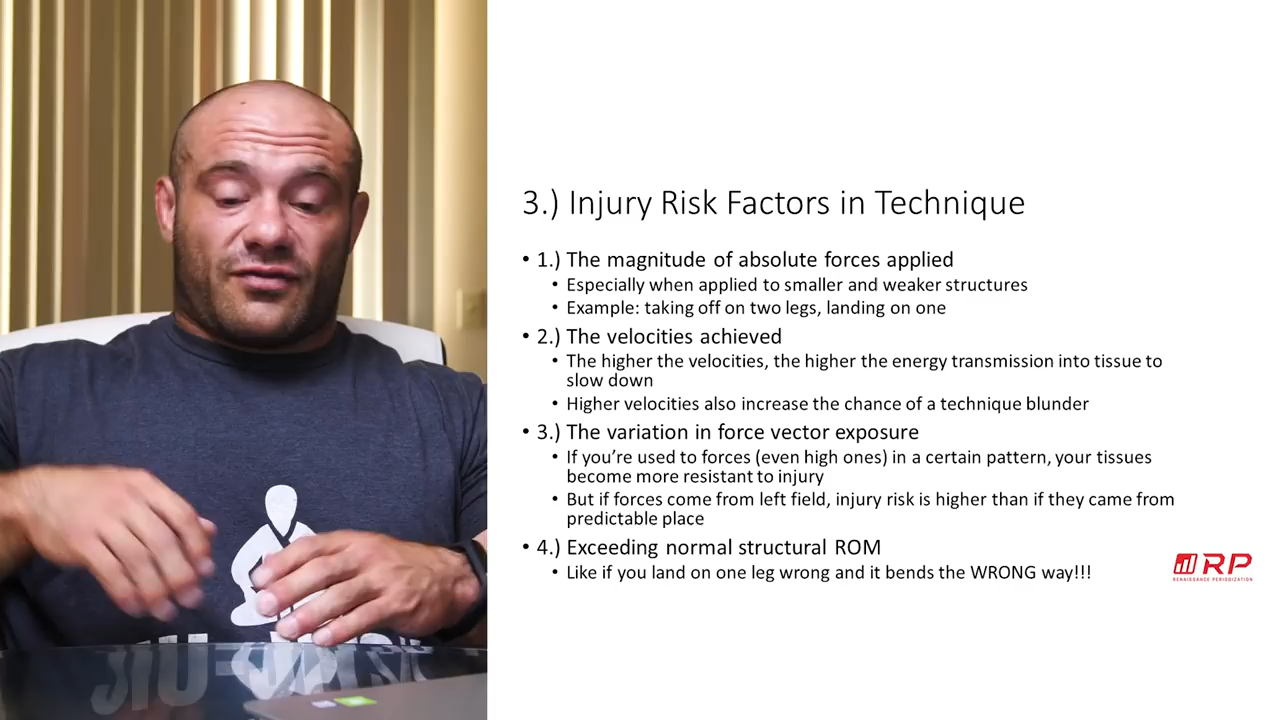 3.) Injury Risk Factors in Technique
• 1.) The magnitude of absolute forces applied
• Especially when applied to smaller and weaker structures
• Example: taking off on two legs, landing on one
• 2.) The velocities achieved
• The higher the velocities, the higher the energy transmission into tissue to
slow down
• Higher velocities also increase the chance of a technique blunder
• 3.) The variation in force vector exposure
• If you’re used to forces (even high ones) in a certain pattern, your tissues
become more resistant to injury
• But if forces come from left field, injury risk is higher than if they came from
predictable place
• 4.) Exceeding normal structural ROM
• Like if you land on one leg wrong and it bends the WRONG way!!!
RP
RENAISSANCE PERIODIZATION
JIU-JITSU